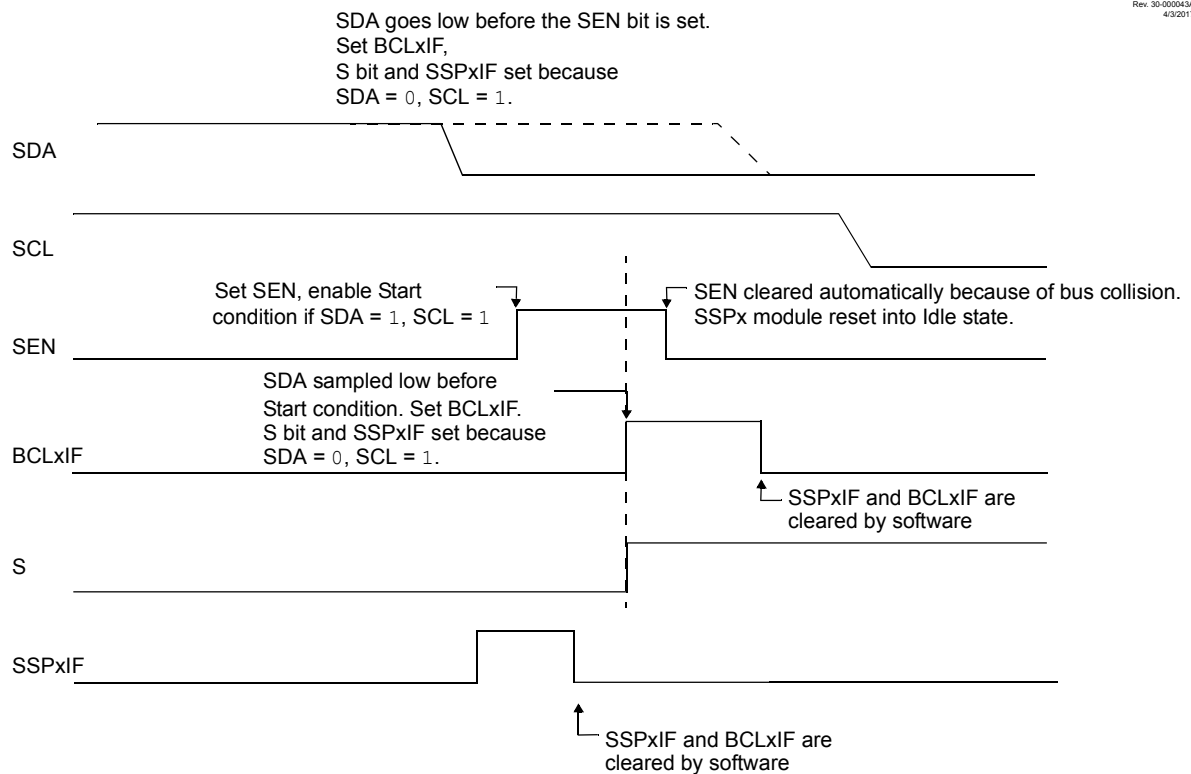 Rev. 30-000043A
4/3/2017
SDA goes low before the SEN bit is set.
Set BCLxIF,
S bit and SSPxIF set because
SDA = 0, SCL = 1.
SDA
SCL
Set SEN, enable Start
condition if SDA = 1, SCL = 1
SEN cleared automatically because of bus collision.
SSPx module reset into Idle state.
SEN
SDA sampled low before
Start condition. Set BCLxIF.
S bit and SSPxIF set because
SDA = 0, SCL = 1.
BCLxIF
SSPxIF and BCLxIF are
cleared by software
S
SSPxIF
SSPxIF and BCLxIF are
cleared by software